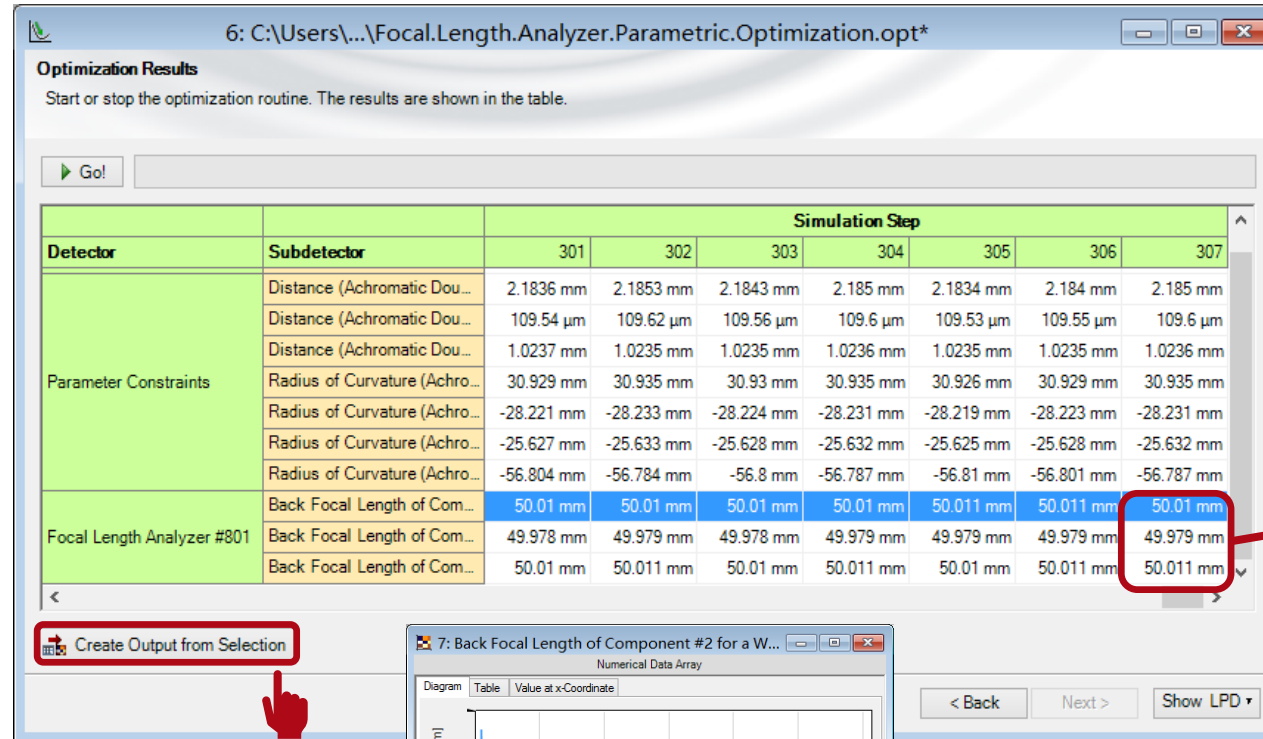 6: C:\Users\...\Focal.Length.Analyzer.Parametric.Optimization.opt*
Optimization Results
Start or stop the optimization routine. The results are shown in the table.
Go!
Simulation Step
Detector Subdetector 301 302 303 304 305 306 307
Distance (Achromatic Dou... 2.1836 mm 2.1853 mm 2.1843 mm 2.185 mm 2.1834 mm 2.184 mm 2.185 mm
Distance (Achromatic Dou... 109.54 µm 109.62 µm 109.56 µm 109.6 µm 109.53 µm 109.55 µm 109.6 µm
Distance (Achromatic Dou... 1.0237 mm 1.0235 mm 1.0235 mm 1.0236 mm 1.0235 mm 1.0235 mm 1.0236 mm
Parameter Constraints Radius of Curvature (Achro... 30.929 mm 30.935 mm 30.93 mm 30.935 mm 30.926 mm 30.929 mm 30.935 mm
Radius of Curvature (Achro... -28.221 mm -28.233 mm -28.224 mm -28.231 mm -28.219 mm -28.223 mm -28.231 mm
Radius of Curvature (Achro... -25.627 mm -25.633 mm -25.628 mm -25.632 mm -25.625 mm -25.628 mm -25.632 mm
Radius of Curvature (Achro... -56.804 mm -56.784 mm -56.8 mm -56.787 mm -56.81 mm -56.801 mm -56.787 mm
Back Focal Length of Com... 50.01 mm 50.01 mm 50.01 mm 50.01 mm 50.011 mm 50.011 mm 50.01 mm
Focal Length Analyzer #801 Back Focal Length of Com... 49.978 mm 49.979 mm 49.978 mm 49.979 mm 49.979 mm 49.979 mm 49.979 mm
Back Focal Length of Com... 50.01 mm 50.011 mm 50.01 mm 50.011 mm 50.01 mm 50.011 mm 50.011 mm
Create Output from Selection
7: Back Focal Length of Component #2 for a W...
Numerical Data Array
Diagram Table Value at x-Coordinate
< Back Next > Show LPD